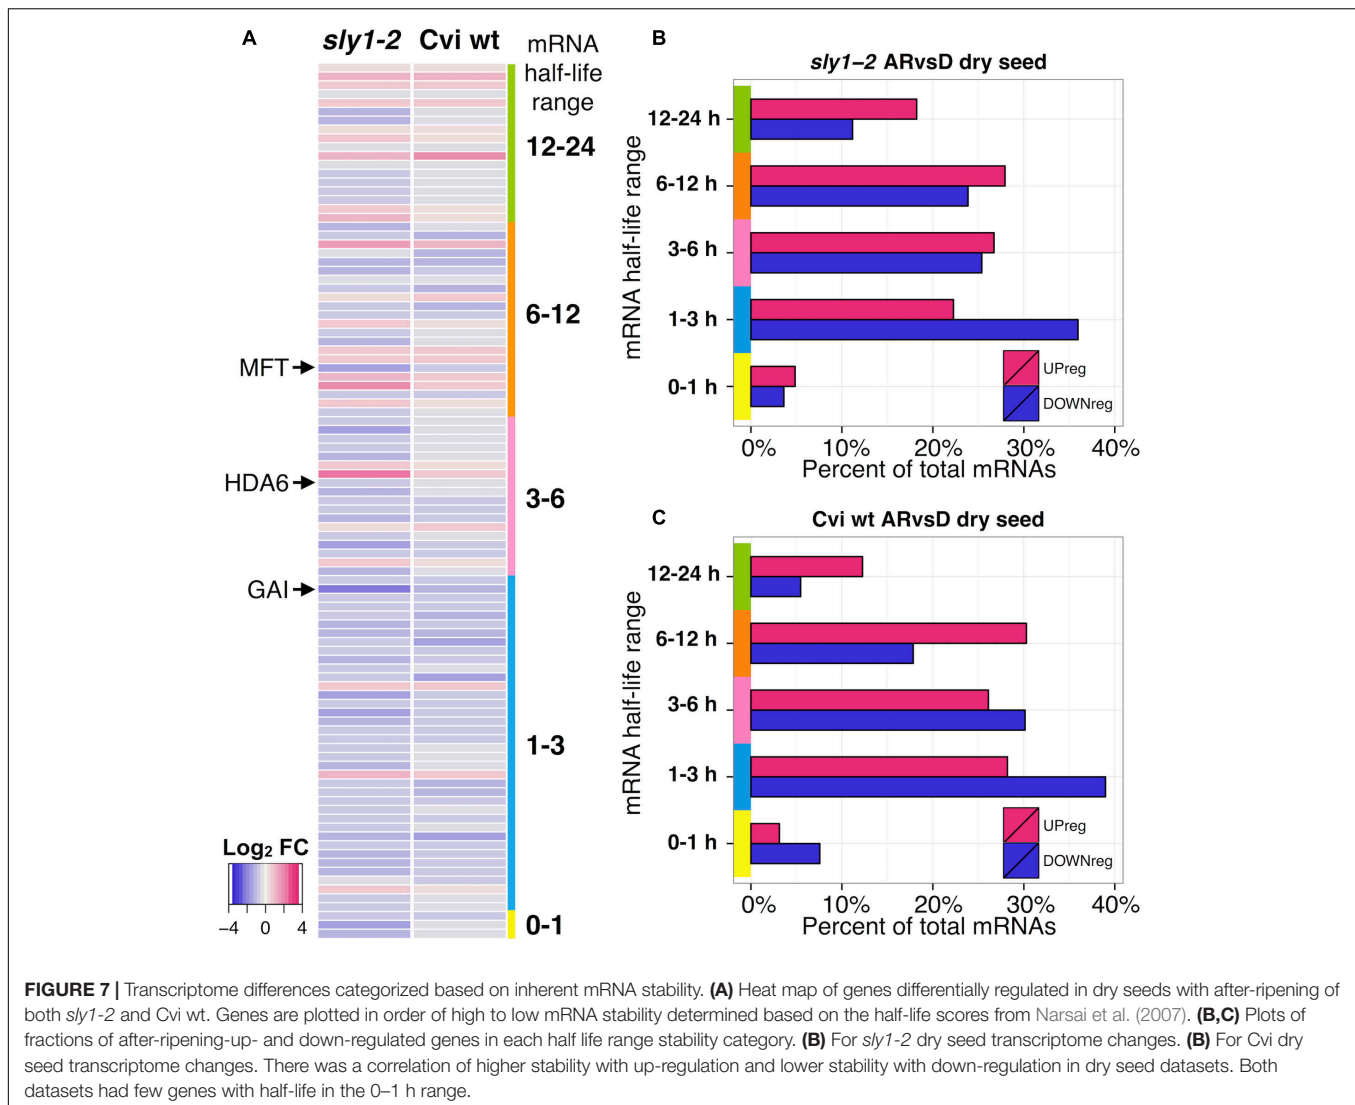 A
sly1-2 Cvi wt
mRNA
half-life
range
12-24
6-12
3-6
1-3
0-1
MFT
HDA6
GAI
Log2 FC
−4 0 4
B
sly1–2 ARvsD dry seed
mRNA half-life range
12-24 h
6-12 h
3-6 h
1-3 h
0-1 h
UPreg
DOWNreg
0% 10% 20% 30% 40%
Percent of total mRNAs
C
Cvi wt ARvsD dry seed
mRNA half-life range
12-24 h
6-12 h
3-6 h
1-3 h
0-1 h
UPreg
DOWNreg
0% 10% 20% 30% 40%
Percent of total mRNAs
FIGURE 7 | Transcriptome differences categorized based on inherent mRNA stability. (A) Heat map of genes differentially regulated in dry seeds with after-ripening of
both sly1-2 and Cvi wt. Genes are plotted in order of high to low mRNA stability determined based on the half-life scores from Narsai et al. (2007). (B,C) Plots of
fractions of after-ripening-up- and down-regulated genes in each half life range stability category. (B) For sly1-2 dry seed transcriptome changes. (B) For Cvi dry
seed transcriptome changes. There was a correlation of higher stability with up-regulation and lower stability with down-regulation in dry seed datasets. Both
datasets had few genes with half-life in the 0–1 h range.